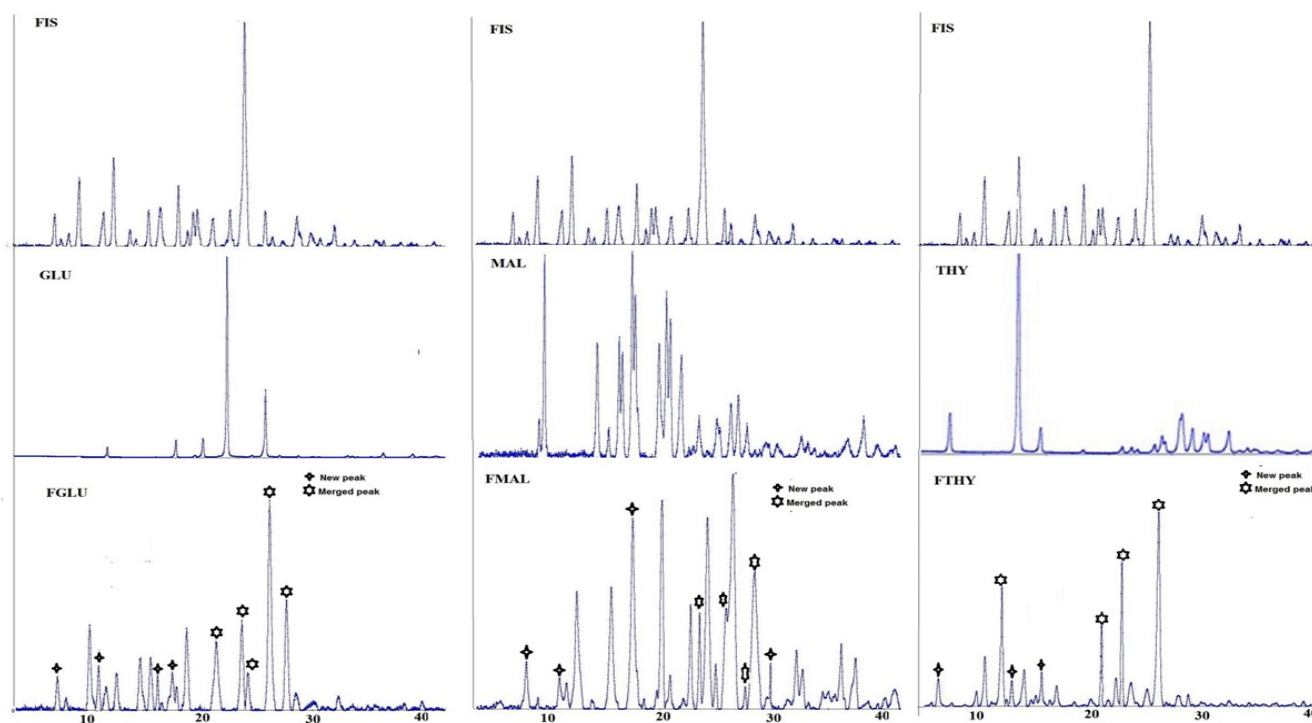 FIS
FIS
FIS
GLU
MAL
THY
FGLU
New peak
Merged peak
FMAL
New peak
Merged peak
FTHY
New peak
Merged peak
10 20 30 40
10 20 30 40
10 20 30 40